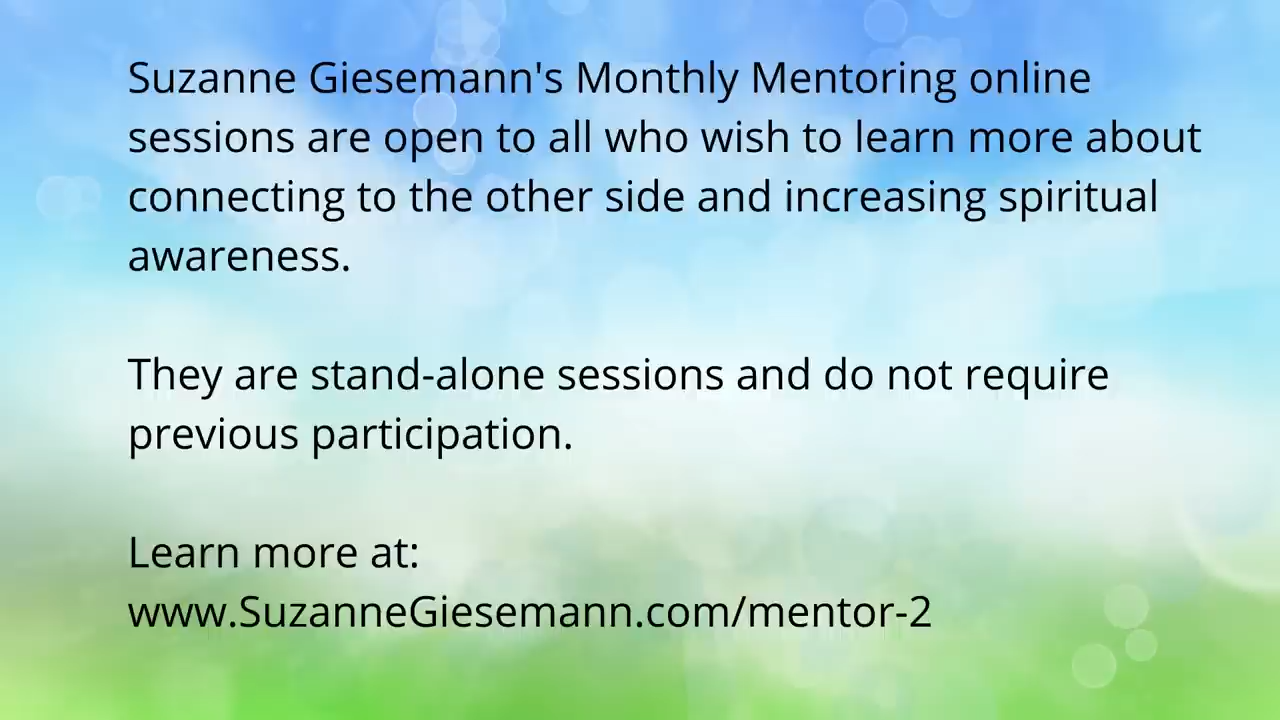 Suzanne Giesemann's Monthly Mentoring online
sessions are open to all who wish to learn more about
connecting to the other side and increasing spiritual
awareness.
They are stand-alone sessions and do not require
previous participation.
Learn more at:
www.SuzanneGiesemann.com/mentor-2